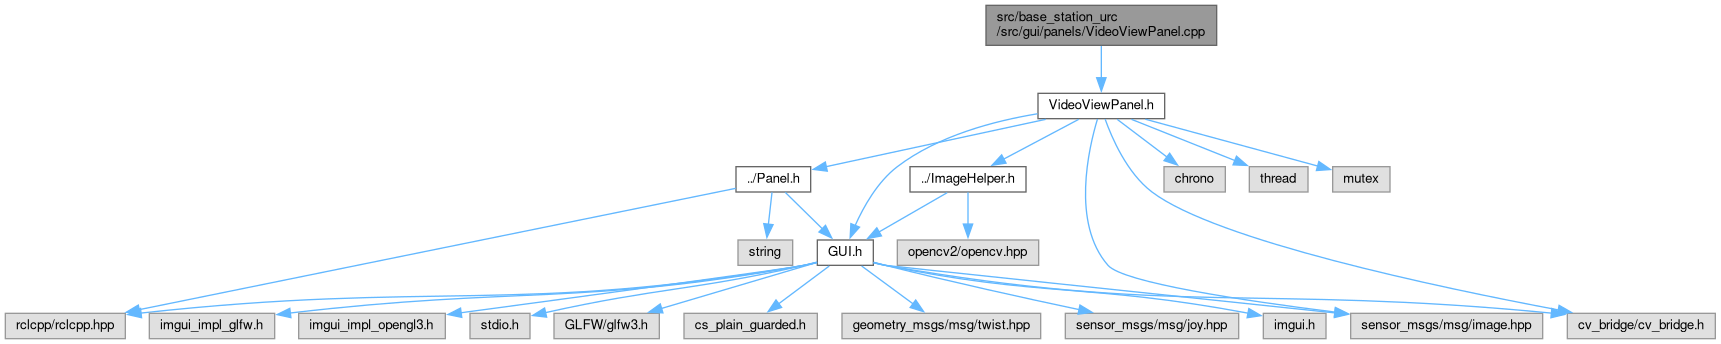 src/base_station_urc
/src/gui/panels/VideoViewPanel.cpp
VideoViewPanel.h
../Panel.h
../ImageHelper.h
chrono
thread
mutex
string
GUI.h
opencv2/opencv.hpp
rclcpp/rclcpp.hpp
imgui_impl_glfw.h
imgui_impl_opengl3.h
stdio.h
GLFW/glfw3.h
cs_plain_guarded.h
geometry_msgs/msg/twist.hpp
sensor_msgs/msg/joy.hpp
imgui.h
sensor_msgs/msg/image.hpp
cv_bridge/cv_bridge.h